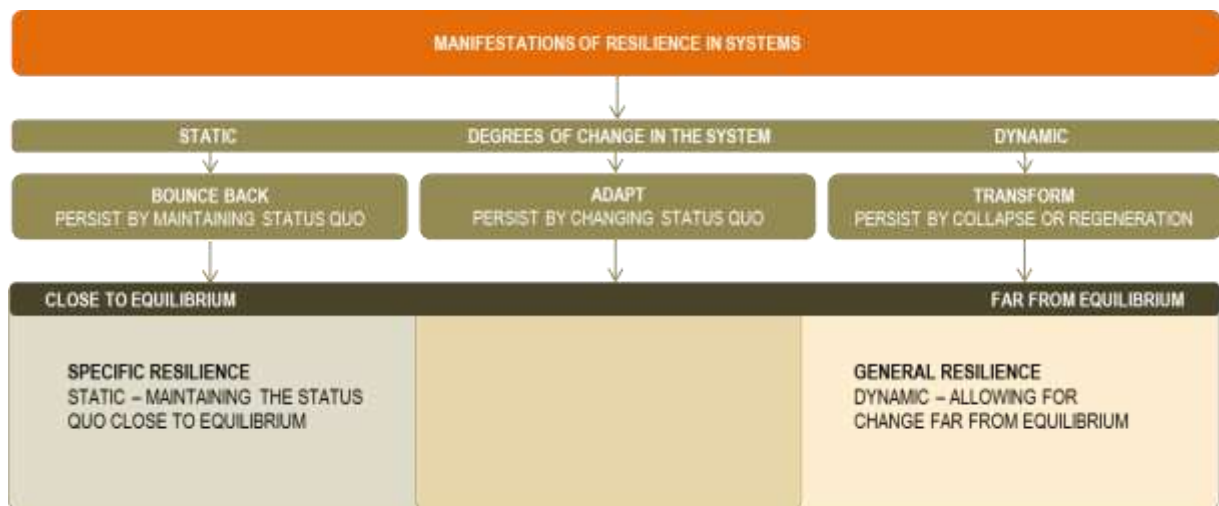 MANIFESTATIONS OF RESILIENCE IN SYSTEMS
STATIC
DEGREES OF CHANGE IN THE SYSTEM
DYNAMIC
BOUNCE BACK
PERSIST BY MAINTAINING STATUS QUO
ADAPT
PERSIST BY CHANGING STATUS QUO
TRANSFORM
PERSIST BY COLLAPSE OR REGENERATION
CLOSE TO EQUILIBRIUM
FAR FROM EQUILIBRIUM
SPECIFIC RESILIENCE
STATIC – MAINTAINING THE STATUS
QUO CLOSE TO EQUILIBRIUM
GENERAL RESILIENCE
DYNAMIC – ALLOWING FOR
CHANGE FAR FROM EQUILIBRIUM